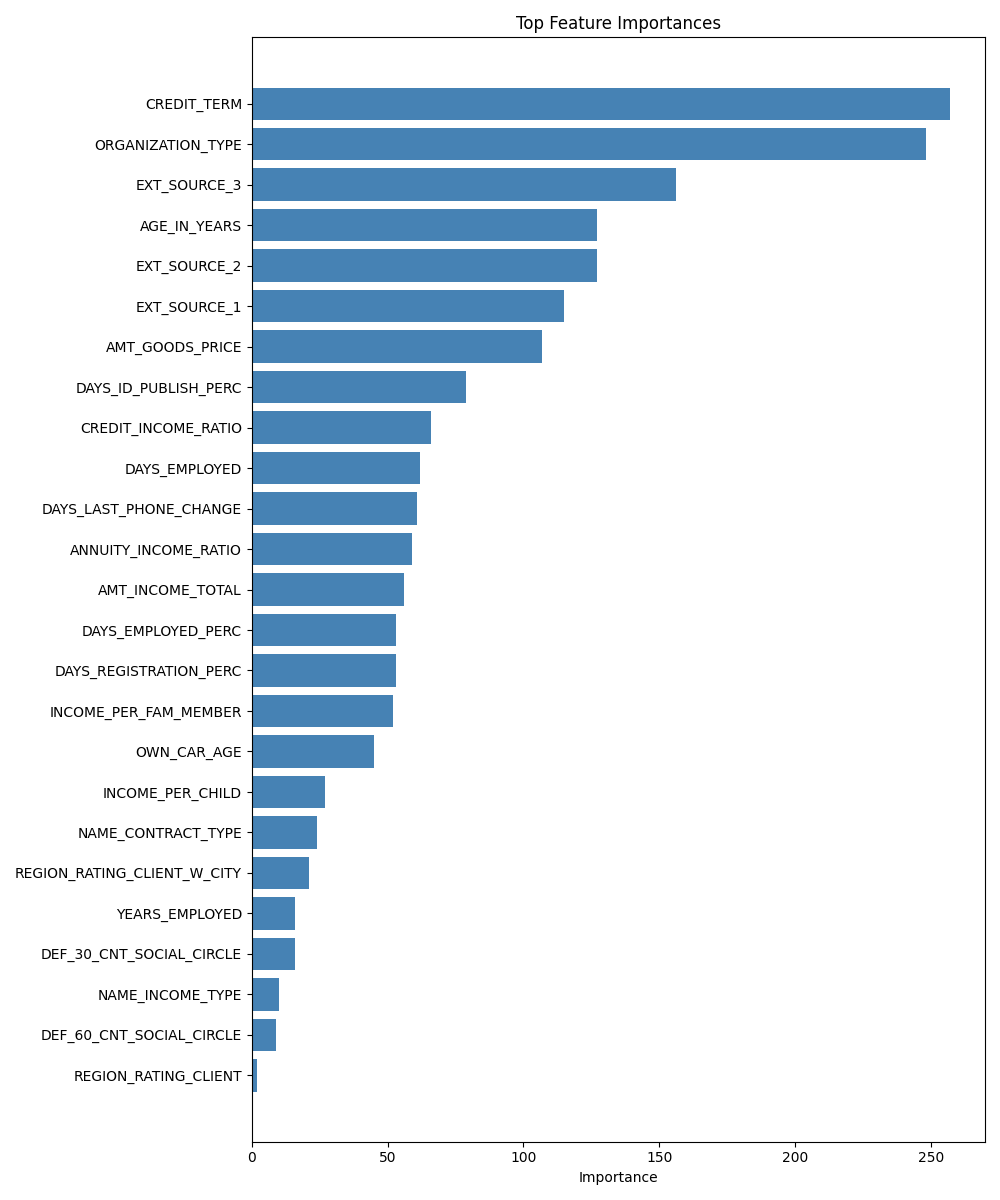 Top Feature Importances
CREDIT_TERM
ORGANIZATION_TYPE
EXT_SOURCE_3
AGE_IN_YEARS
EXT_SOURCE_2
EXT_SOURCE_1
AMT_GOODS_PRICE
DAYS_ID_PUBLISH_PERC
CREDIT_INCOME_RATIO
DAYS_EMPLOYED
DAYS_LAST_PHONE_CHANGE
ANNUITY_INCOME_RATIO
AMT_INCOME_TOTAL
DAYS_EMPLOYED_PERC
DAYS_REGISTRATION_PERC
INCOME_PER_FAM_MEMBER
OWN_CAR_AGE
INCOME_PER_CHILD
NAME_CONTRACT_TYPE
REGION_RATING_CLIENT_W_CITY
YEARS_EMPLOYED
DEF_30_CNT_SOCIAL_CIRCLE
NAME_INCOME_TYPE
DEF_60_CNT_SOCIAL_CIRCLE
REGION_RATING_CLIENT
0 50 100 150 200 250
Importance